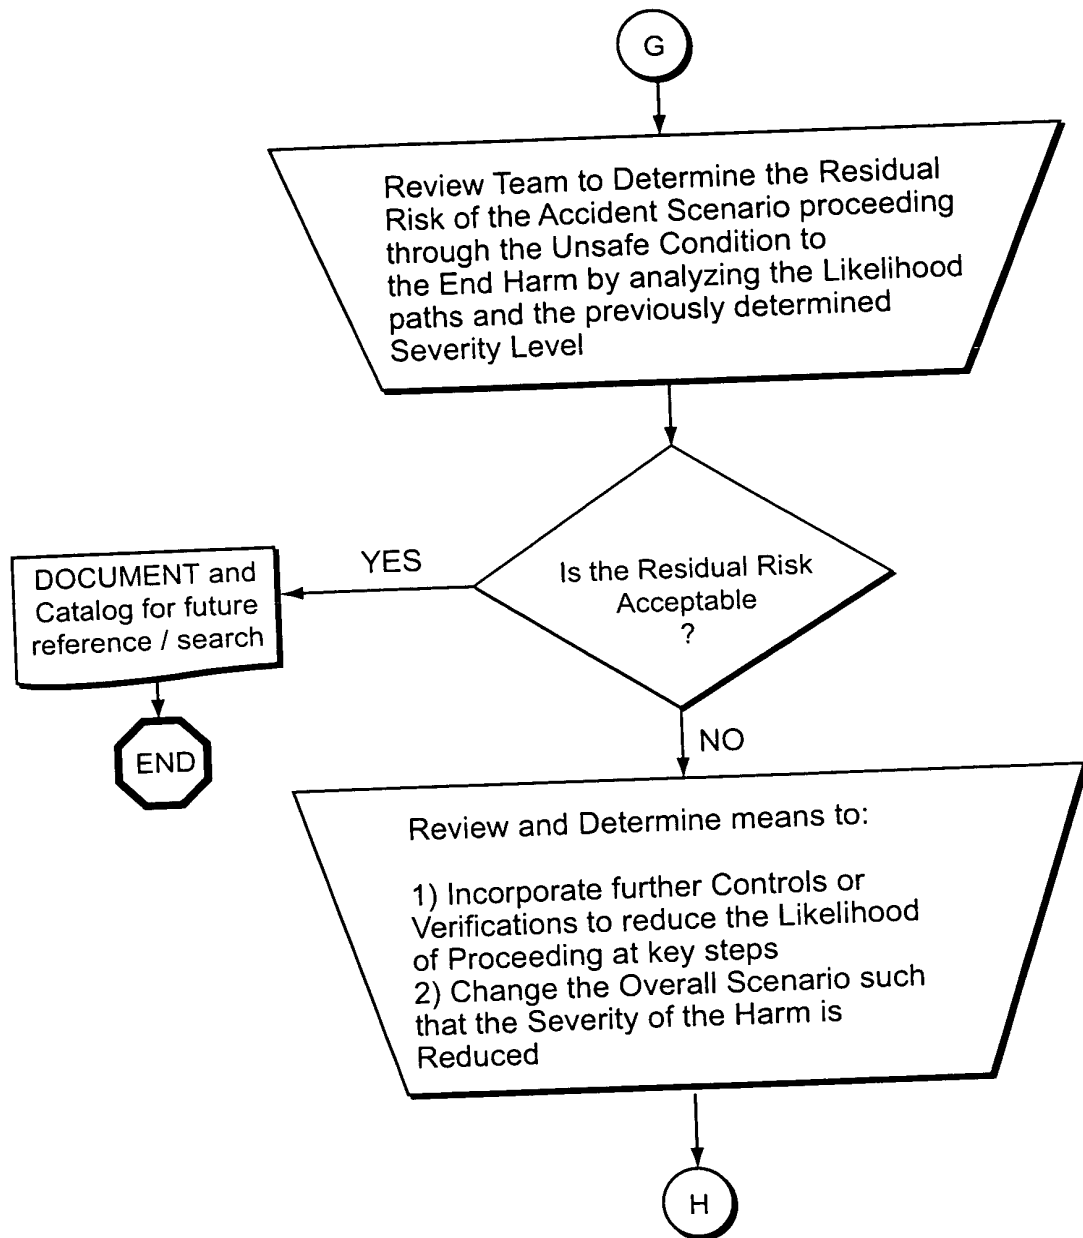 G
Review Team to Determine the Residual
Risk of the Accident Scenario proceeding
through the Unsafe Condition to
the End Harm by analyzing the Likelihood
paths and the previously determined
Severity Level
Is the Residual Risk
Acceptable
?
YES
DOCUMENT and
Catalog for future
reference / search
END
NO
Review and Determine means to:
1) Incorporate further Controls or
Verifications to reduce the Likelihood
of Proceeding at key steps
2) Change the Overall Scenario such
that the Severity of the Harm is
Reduced
H